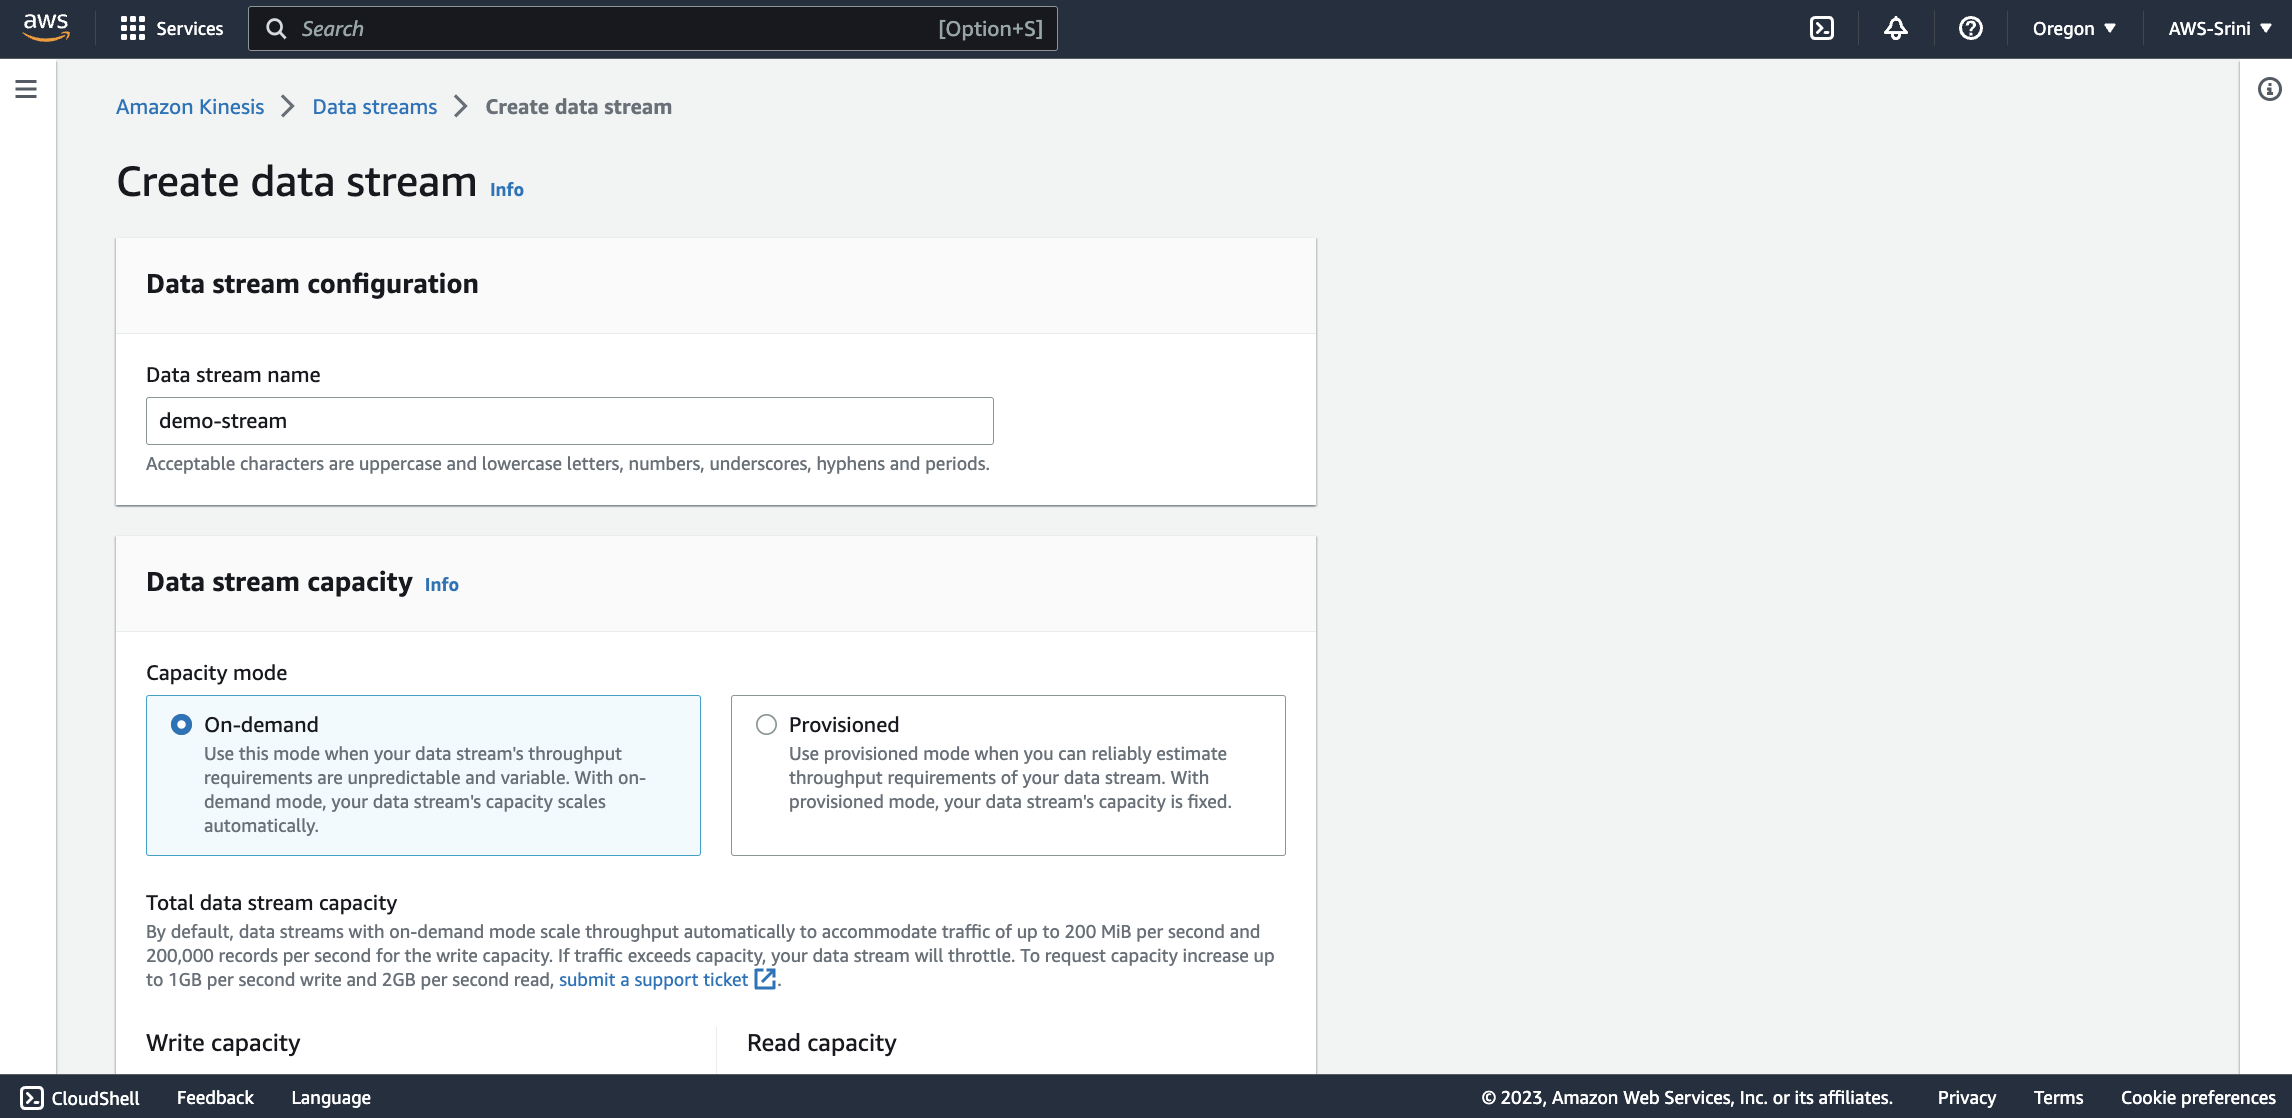 aws
Services
Search [Option+S]
Oregon
AWS-Srini
Amazon Kinesis
Data streams
Create data stream
Create data stream Info
Data stream configuration
Data stream name
demo-stream
Acceptable characters are uppercase and lowercase letters, numbers, underscores, hyphens and periods.
Data stream capacity Info
Capacity mode
On-demand
Use this mode when your data stream's throughput
requirements are unpredictable and variable. With on-
demand mode, your data stream's capacity scales
automatically.
Provisioned
Use provisioned mode when you can reliably estimate
throughput requirements of your data stream. With
provisioned mode, your data stream's capacity is fixed.
Total data stream capacity
By default, data streams with on-demand mode scale throughput automatically to accommodate traffic of up to 200 MiB per second and
200,000 records per second for the write capacity. If traffic exceeds capacity, your data stream will throttle. To request capacity increase up
to 1GB per second write and 2GB per second read, submit a support ticket.
Write capacity
Read capacity
CloudShell
Feedback
Language
© 2023, Amazon Web Services, Inc. or its affiliates.
Privacy
Terms
Cookie preferences